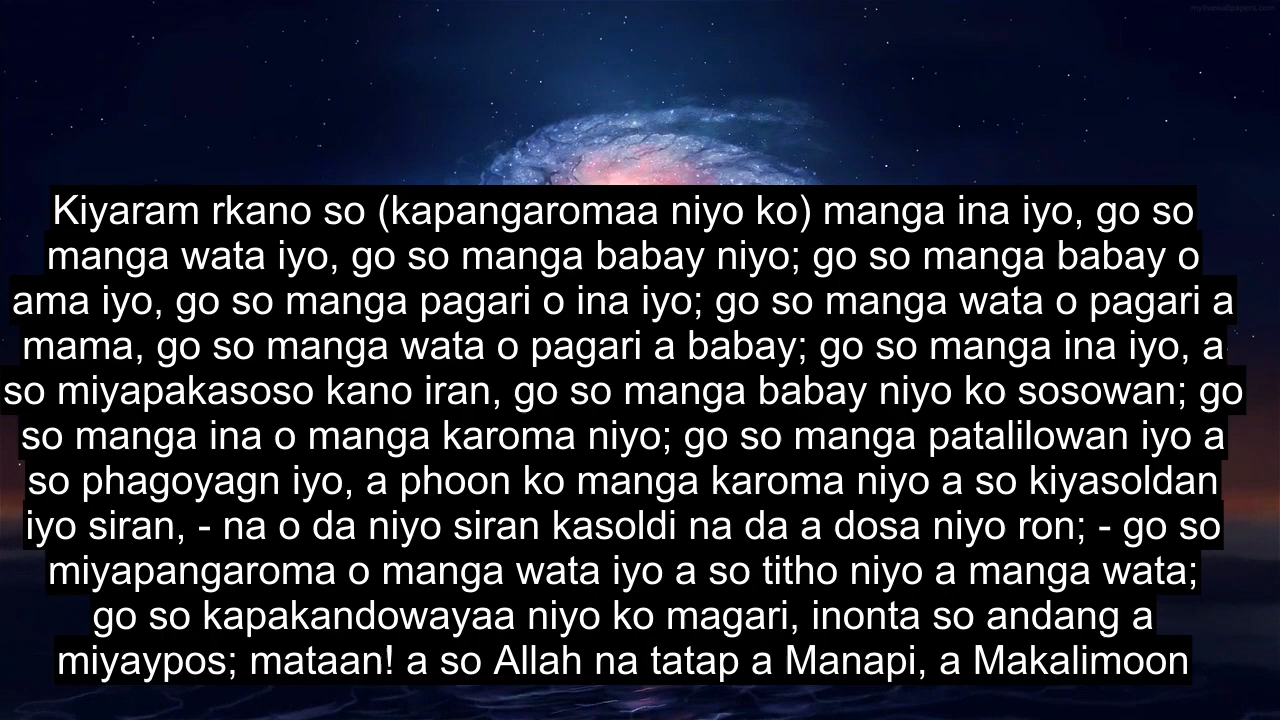 mylivewallpapers.com
Kiyaram rkano so (kapangaromaa niyo ko) manga ina iyo, go so
manga wata iyo, go so manga babay niyo; go so manga babay o
ama iyo, go so manga pagari o ina iyo; go so manga wata o pagari a
mama, go so manga wata o pagari a babay; go so manga ina iyo, a
so miyapakasoso kano iran, go so manga babay niyo ko sosowan; go
so manga ina o manga karoma niyo; go so manga patalilowan iyo a
so phagoyagn iyo, a phoon ko manga karoma niyo a so kiyasoldan
iyo siran, - na o da niyo siran kasoldi na da a dosa niyo ron; - go so
miyapangaroma o manga wata iyo a so titho niyo a manga wata;
go so kapakandowayaa niyo ko magari, inonta so andang a
miyaypos; mataan! a so Allah na tatap a Manapi, a Makalimoon